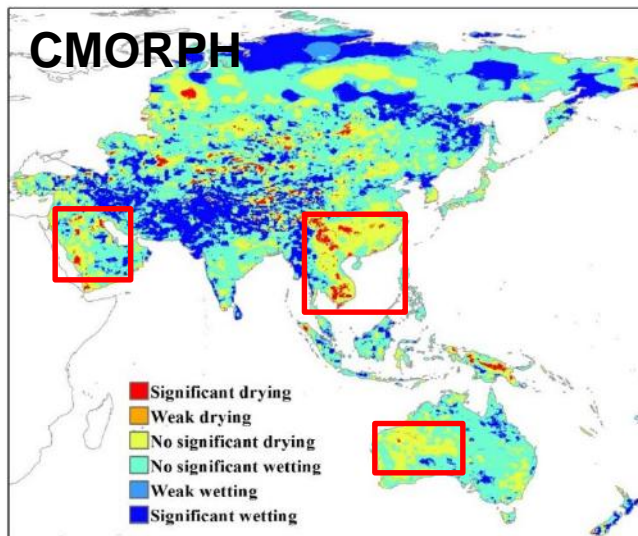 CMORPH
Significant drying
Weak drying
No significant drying
No significant wetting
Weak wetting
Significant wetting